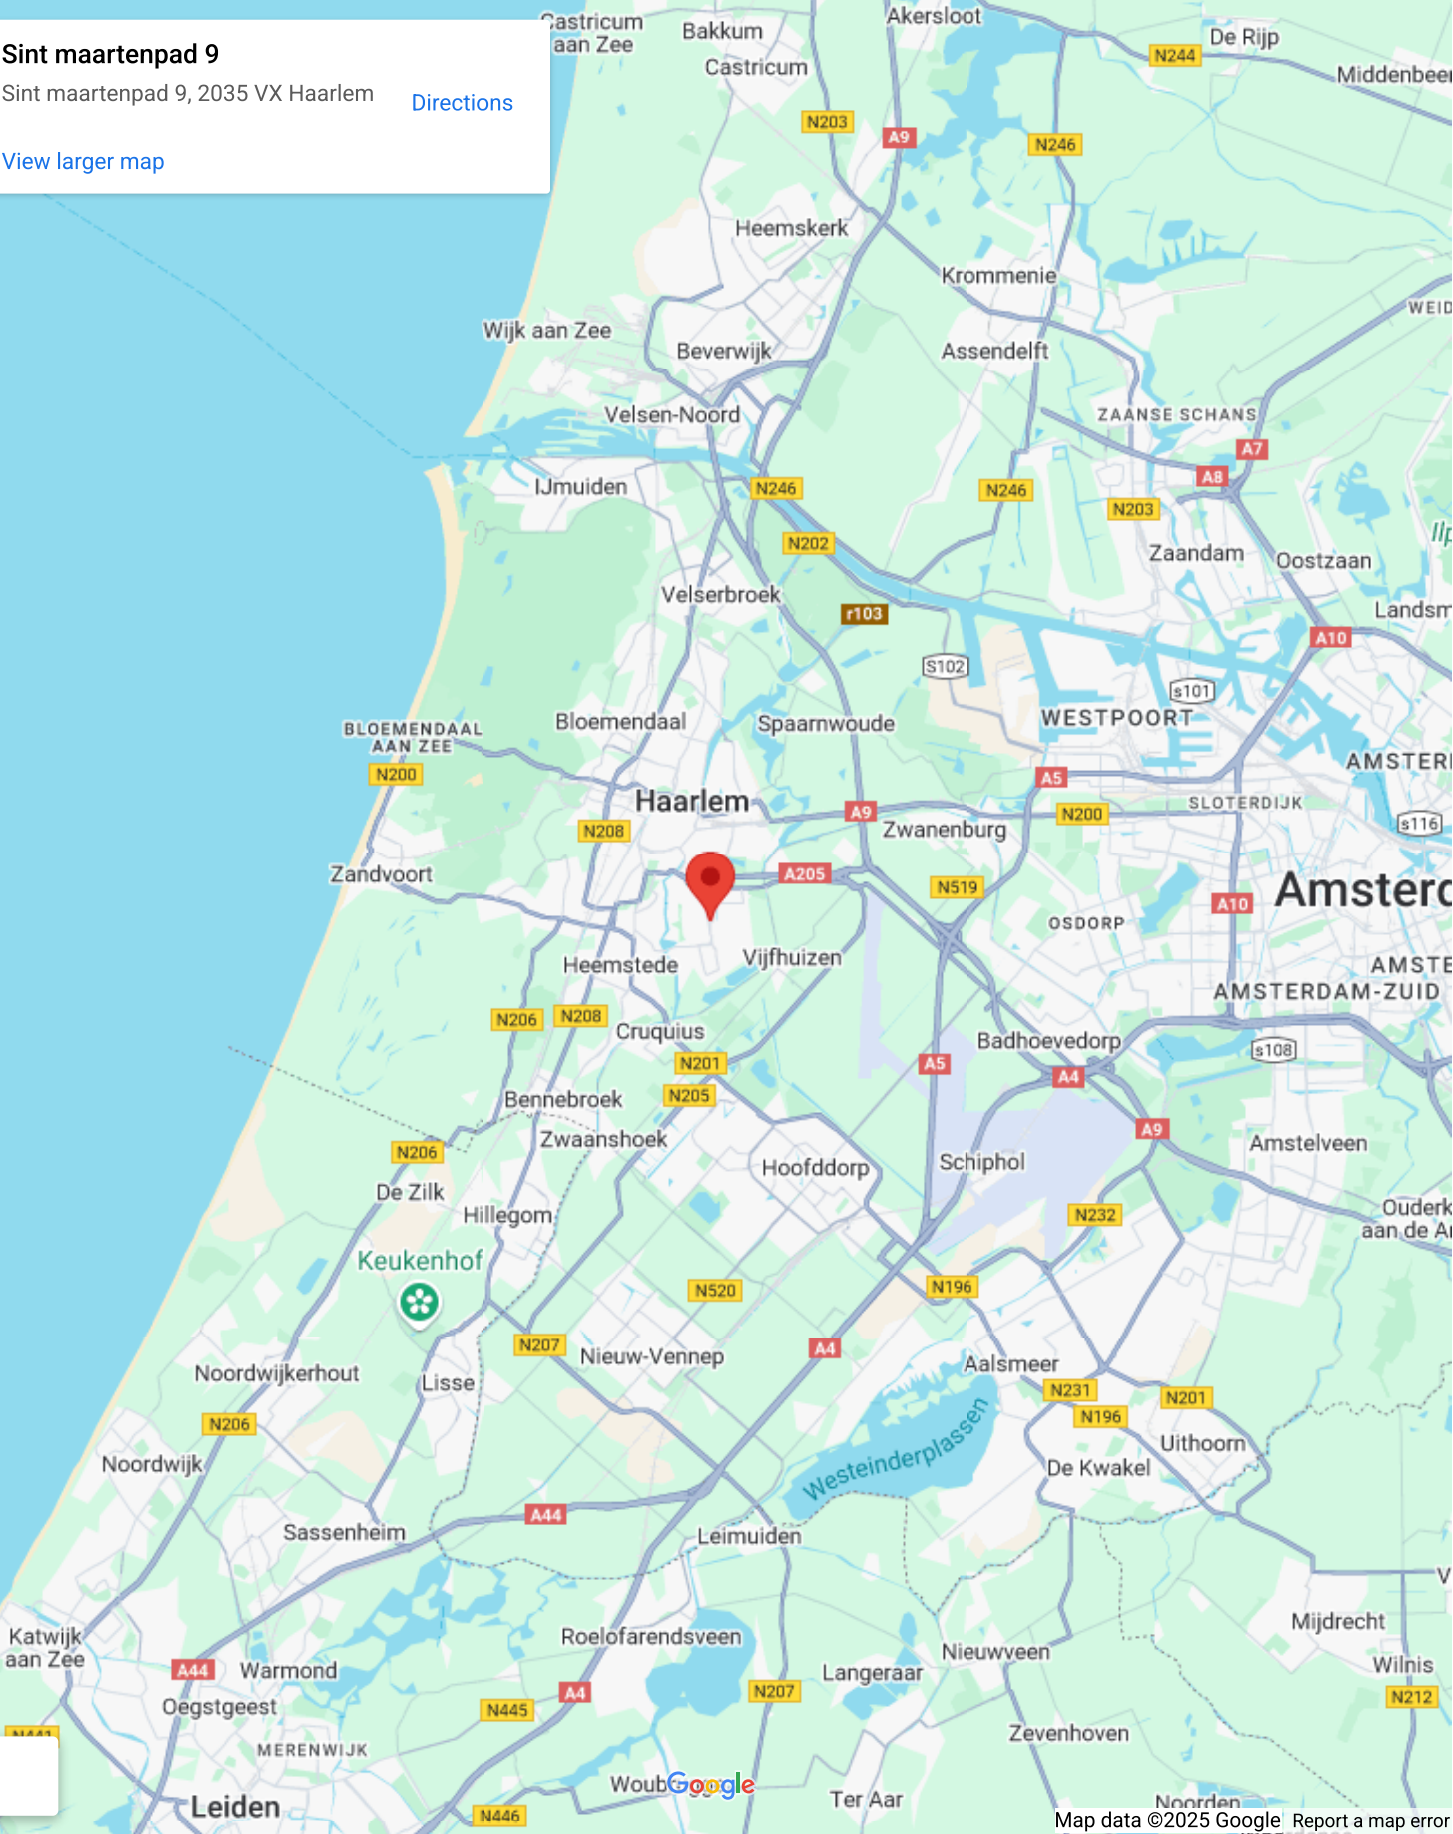 Sint maartenpad 9
Sint maartenpad 9, 2035 VX Haarlem
Directions
View larger map
Castricum
aan Zee
Bakkum
Akersloot
De Rijp
N244
Castricum
Middenbeer
N203
A9
N246
Heemskerk
Krommenie
WEID
Wijk aan Zee
Beverwijk
Assendelft
Velsen-Noord
ZAANSE SCHANS
A7
A8
IJmuiden
N246
N246
N203
N202
Zaandam
Oostzaan
Ilp
Velserbroek
r103
Landsm
A10
S102
s101
BLOEMENDAAL
AAN ZEE
Bloemendaal
Spaarnwoude
WESTPOORT
N200
A5
AMSTER
Haarlem
A9
N200
SLOTERDIJK
N208
Zwanenburg
s116
Zandvoort
A205
N519
Amsterd
A10
OSDORP
Heemstede
Vijfhuizen
AMSTE
AMSTERDAM-ZUID
N206
N208
Cruquius
Badhoevedorp
s108
N201
A5
A4
Bennebroek
N205
Zwaanshoek
A9
N206
Hoofddorp
Schiphol
Amstelveen
De Zilk
Hillegom
N232
Ouderk
aan de A
Keukenhof
N520
N196
N207
Nieuw-Vennep
A4
Noordwijkerhout
Lisse
Aalsmeer
N231
N201
N206
N196
Westeinderplassen
Noordwijk
Uithoorn
De Kwakel
A44
Sassenheim
Leimuiden
V
Katwijk
aan Zee
Roelofarendsveen
Mijdrecht
A44
Warmond
Langeraar
Nieuwveen
Wilnis
Oegstgeest
N445
A4
N207
N212
N441
MERENWIJK
Zevenhoven
Google
Leiden
N446
Ter Aar
Noorden
Map data ©2025 Google
Report a map error